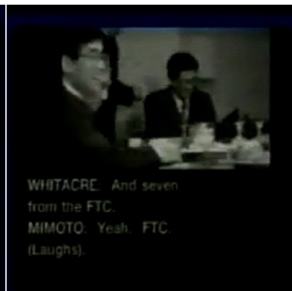 WHITACRE: And seven
from the FTC.
MIMOTO: Yeah. FTC.
(Laughs).